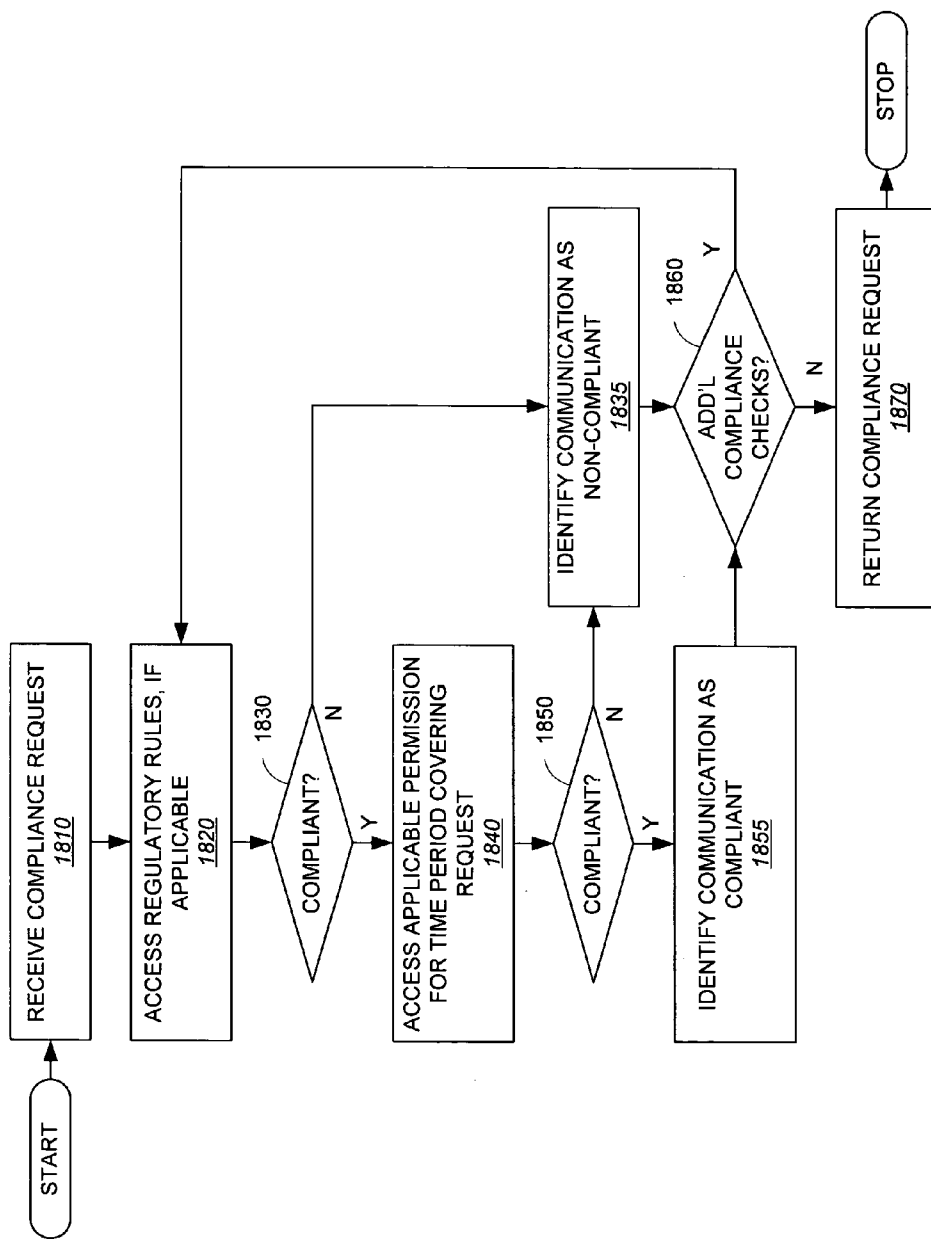 START
RECEIVE COMPLIANCE REQUEST
1810
ACCESS REGULATORY RULES, IF
APPLICABLE
1820
COMPLIANT?
1830
N
Y
ACCESS APPLICABLE PERMISSION
FOR TIME PERIOD COVERING
REQUEST
1840
COMPLIANT?
1850
N
Y
IDENTIFY COMMUNICATION AS
COMPLIANT
1855
IDENTIFY COMMUNICATION AS
NON-COMPLIANT
1835
ADD'L
COMPLIANCE
CHECKS?
1860
Y
N
RETURN COMPLIANCE REQUEST
1870
STOP